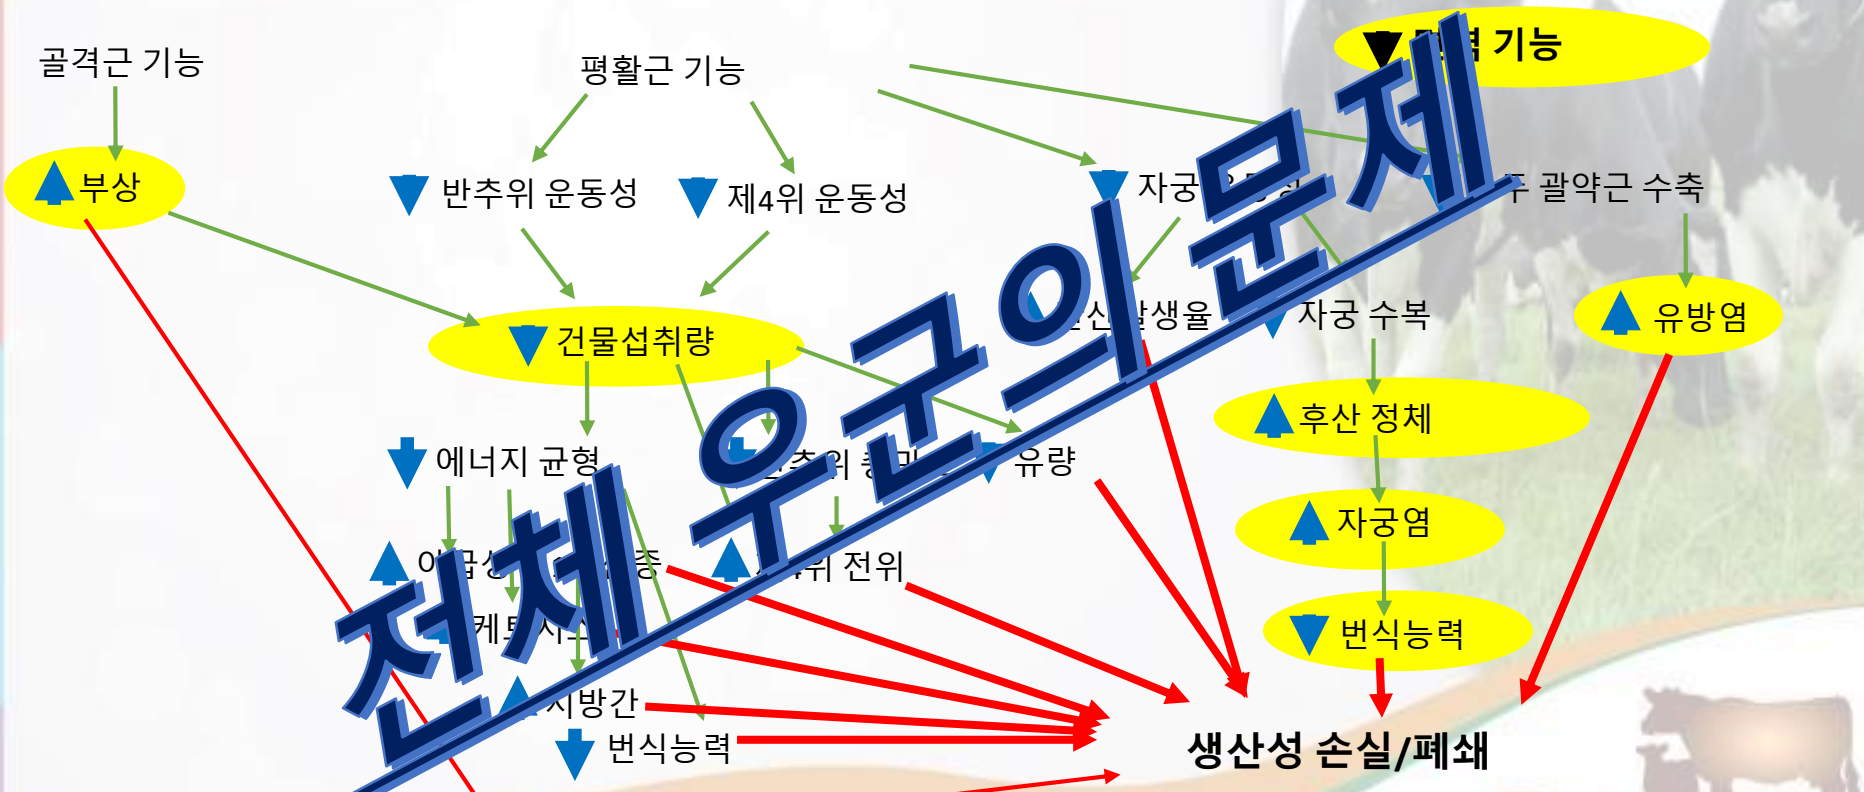 골격근 기능
평활근 기능
기능
부상
반추위 운동성
제4위 운동성
자궁
괄약근 수축
자궁 수복
유방염
건물섭취량
후산 정체
에너지 균형
유량
자궁염
전위
번식능력
지방간
번식능력
생산성 손실/폐쇄
전체 우군의 문제